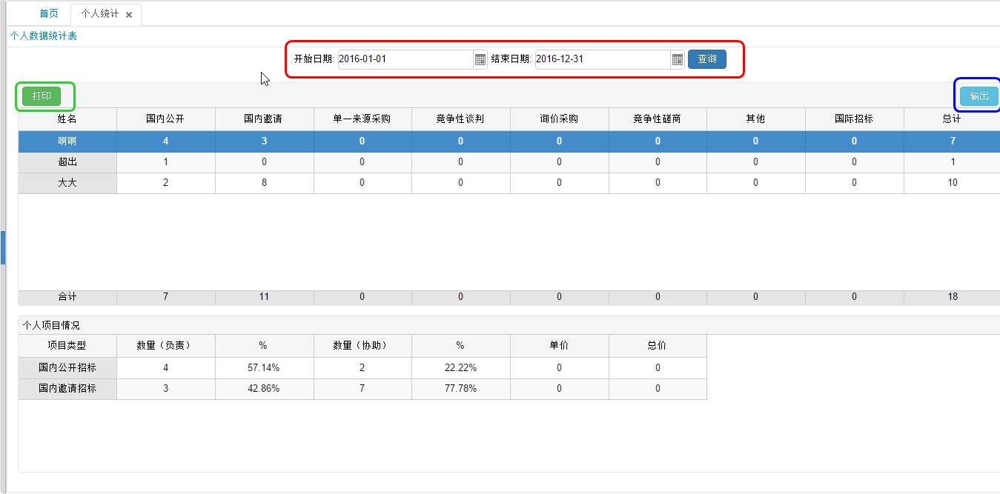 首页 个人统计
个人数据统计表
开始日期: 2016-01-01 结束日期: 2016-12-31 查询
打印 输出
姓名 国内公开 国内邀请 单一来源采购 竞争性谈判 询价采购 竞争性磋商 其他 国际招标 总计
啊啊 4 3 0 0 0 0 0 0 7
超出 1 0 0 0 0 0 0 0 1
大大 2 8 0 0 0 0 0 0 10
合计 7 11 0 0 0 0 0 0 18
个人项目情况
项目类型 数量（负责） % 数量（协助） % 单价 总价
国内公开招标 4 57.14% 2 22.22% 0 0
国内邀请招标 3 42.86% 7 77.78% 0 0